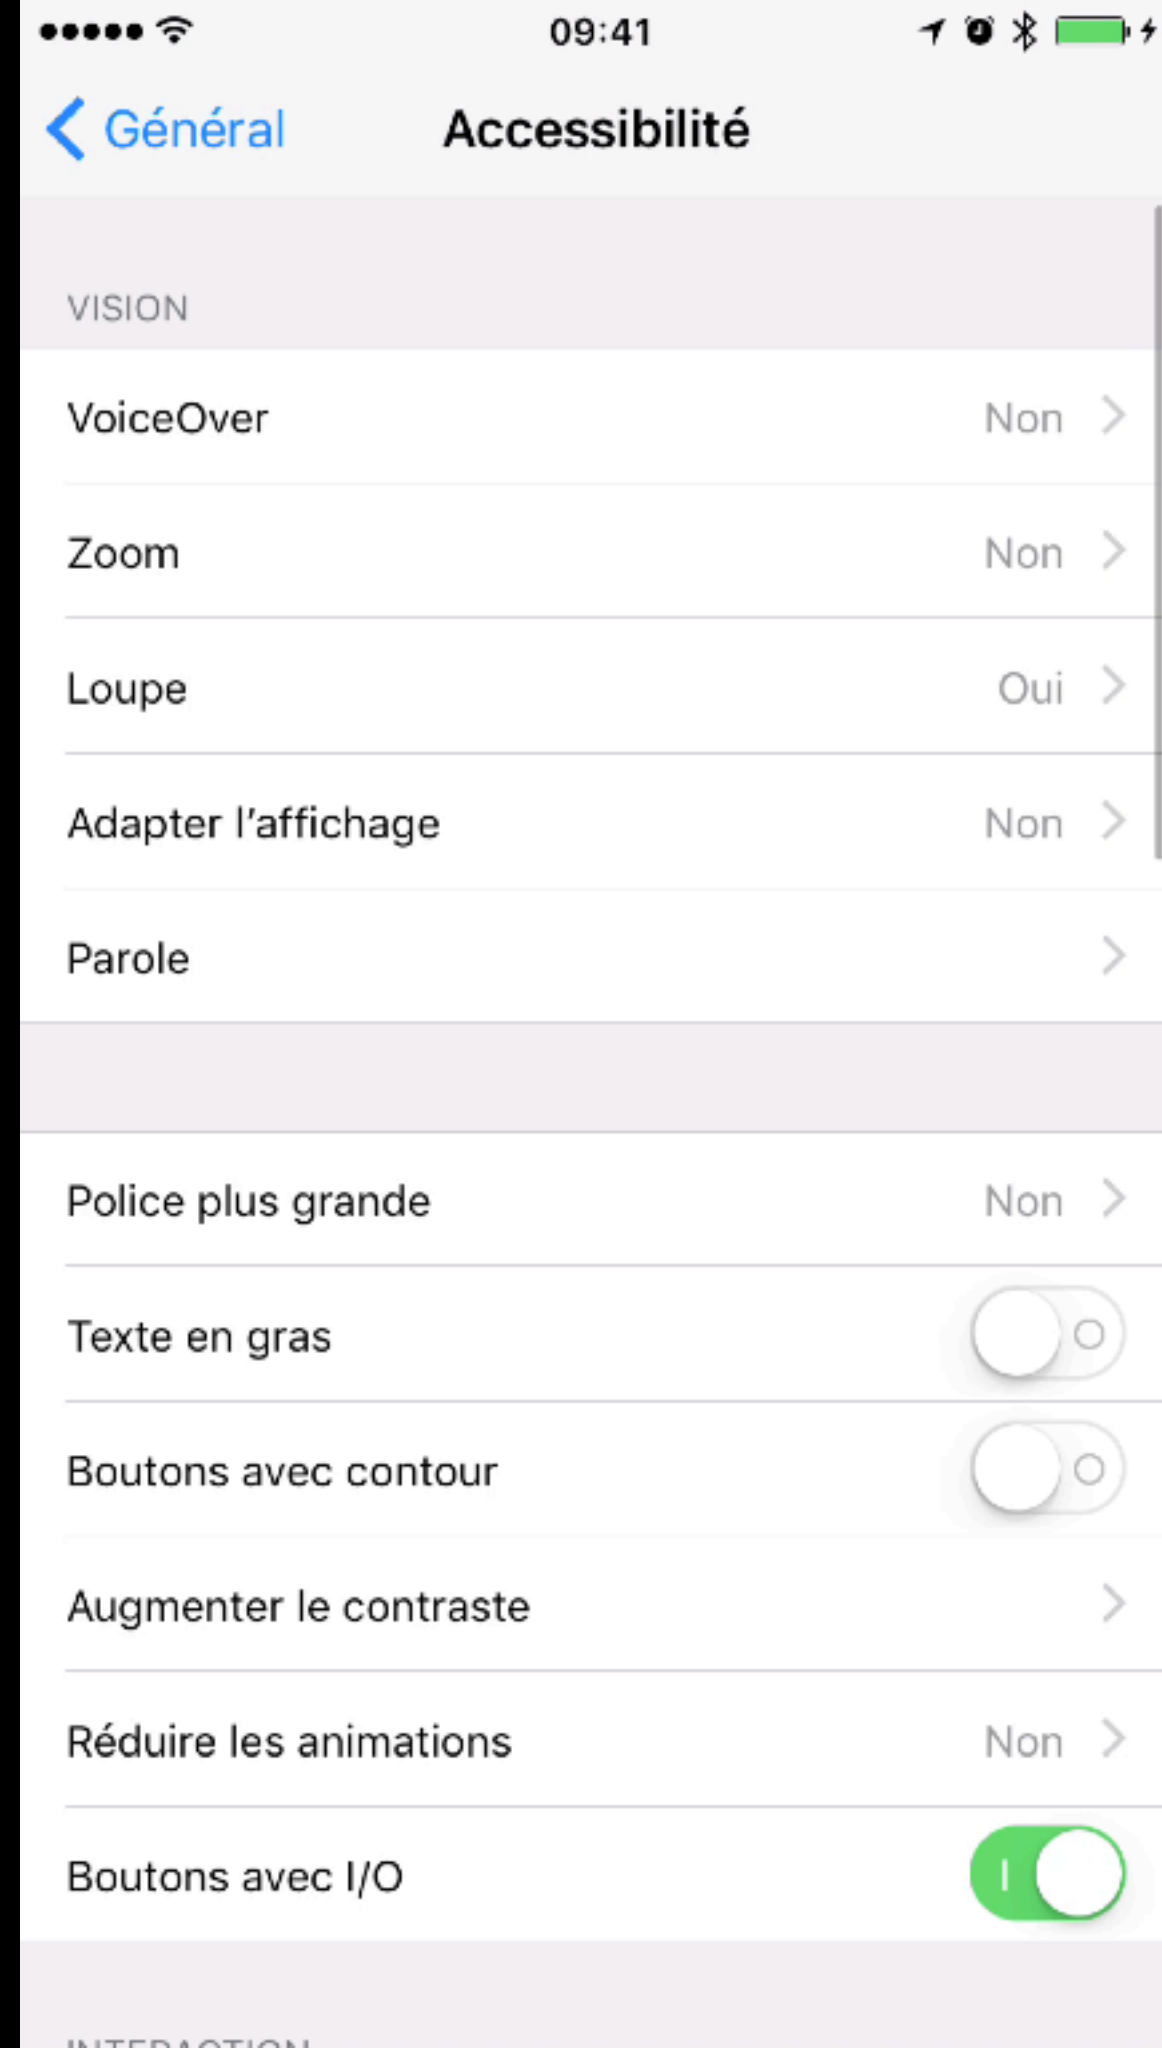 09:41
Général Accessibilité
VISION
VoiceOver Non
Zoom Non
Loupe Oui
Adapter l'affichage Non
Parole
Police plus grande Non
Texte en gras
Boutons avec contour
Augmenter le contraste
Réduire les animations Non
Boutons avec I/O
INTERACTION